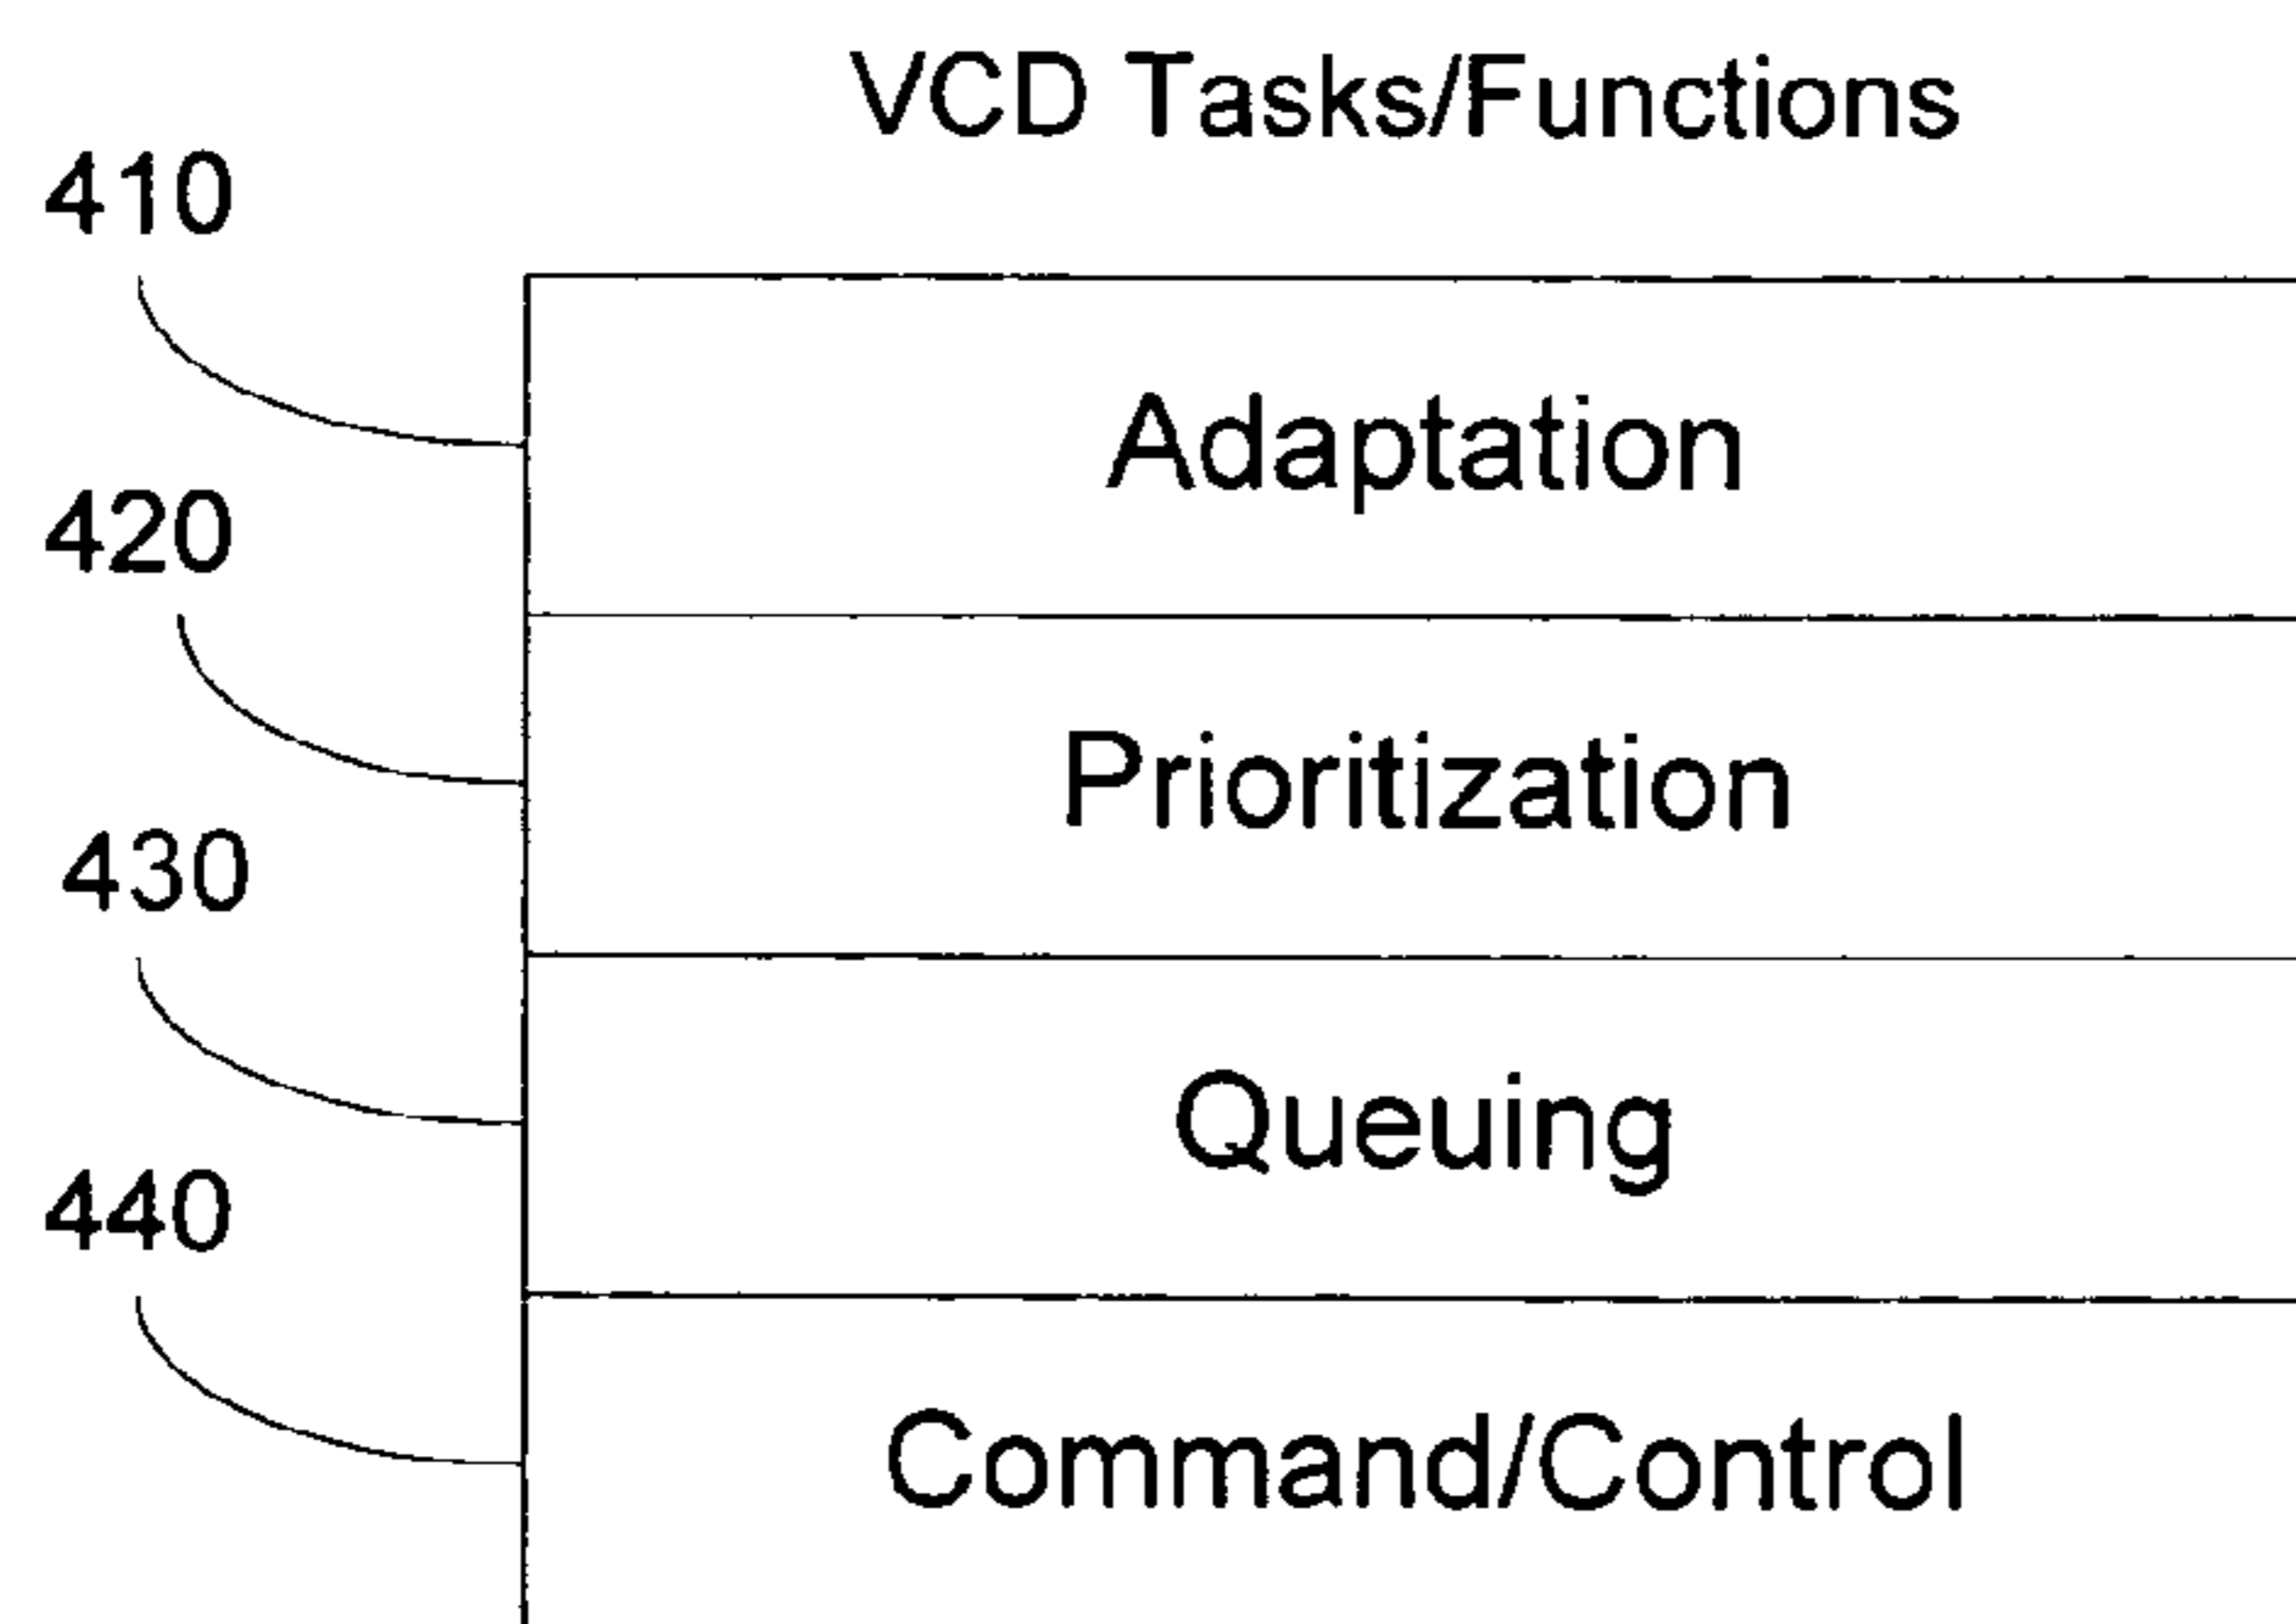 VCD Tasks/Functions
410
Adaptation
420
Prioritization
430
Queuing
440
Command/Control